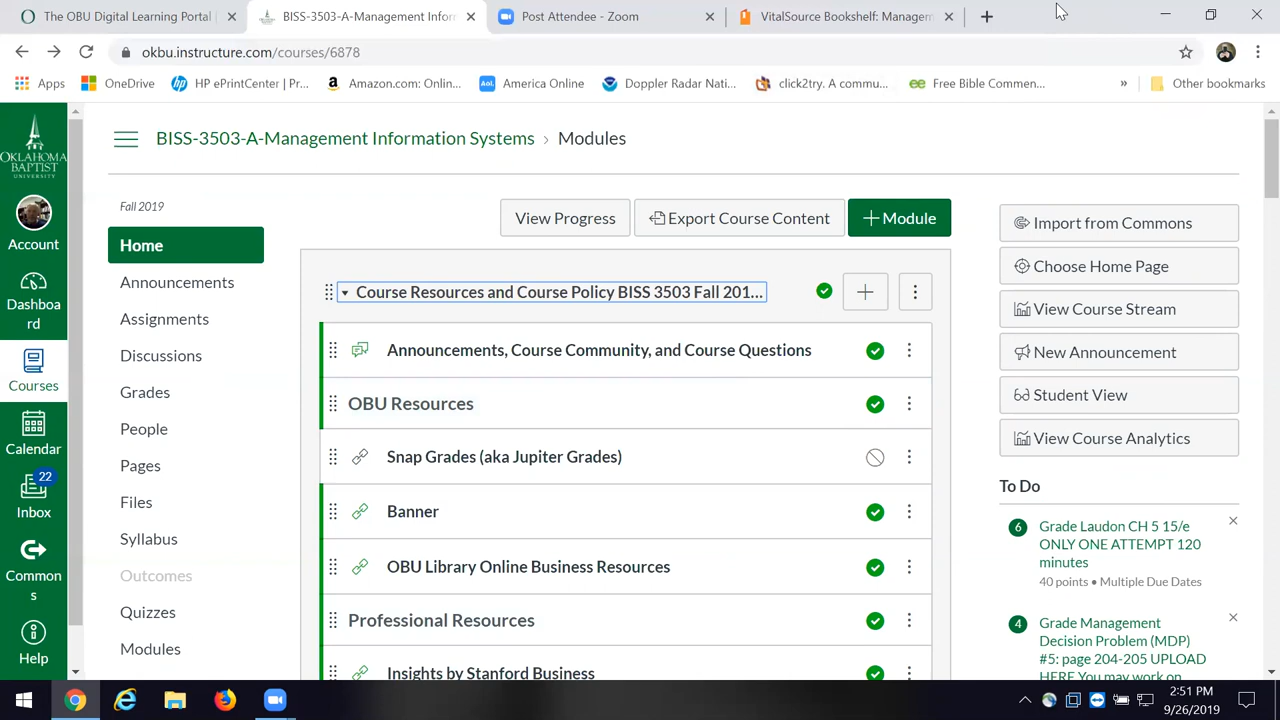 The OBU Digital Learning Portal
BISS-3503-A-Management Infor
Post Attendee - Zoom
VitalSource Bookshelf: Managem
okbu.instructure.com/courses/6878
Apps
OneDrive
HP ePrintCenter | Pr...
Amazon.com: Onlin...
Aol.
America Online
Doppler Radar Nati...
click2try. A commu...
Free Bible Commen...
»
Other bookmarks
OKLAHOMA
BAPTIST
UNIVERSITY
Account
Dashboa
rd
Courses
Calendar
22
Inbox
Common
s
Help
BISS-3503-A-Management Information Systems › Modules
Fall 2019
Home
Announcements
Assignments
Discussions
Grades
People
Pages
Files
Syllabus
Outcomes
Quizzes
Modules
View Progress
Export Course Content
+ Module
Course Resources and Course Policy BISS 3503 Fall 201...
Announcements, Course Community, and Course Questions
OBU Resources
Snap Grades (aka Jupiter Grades)
Banner
OBU Library Online Business Resources
Professional Resources
Insights by Stanford Business
Import from Commons
Choose Home Page
View Course Stream
New Announcement
Student View
View Course Analytics
To Do
6
Grade Laudon CH 5 15/e
ONLY ONE ATTEMPT 120
minutes
40 points • Multiple Due Dates
4
Grade Management
Decision Problem (MDP)
#5: page 204-205 UPLOAD
HERE You may work on
2:51 PM
9/26/2019